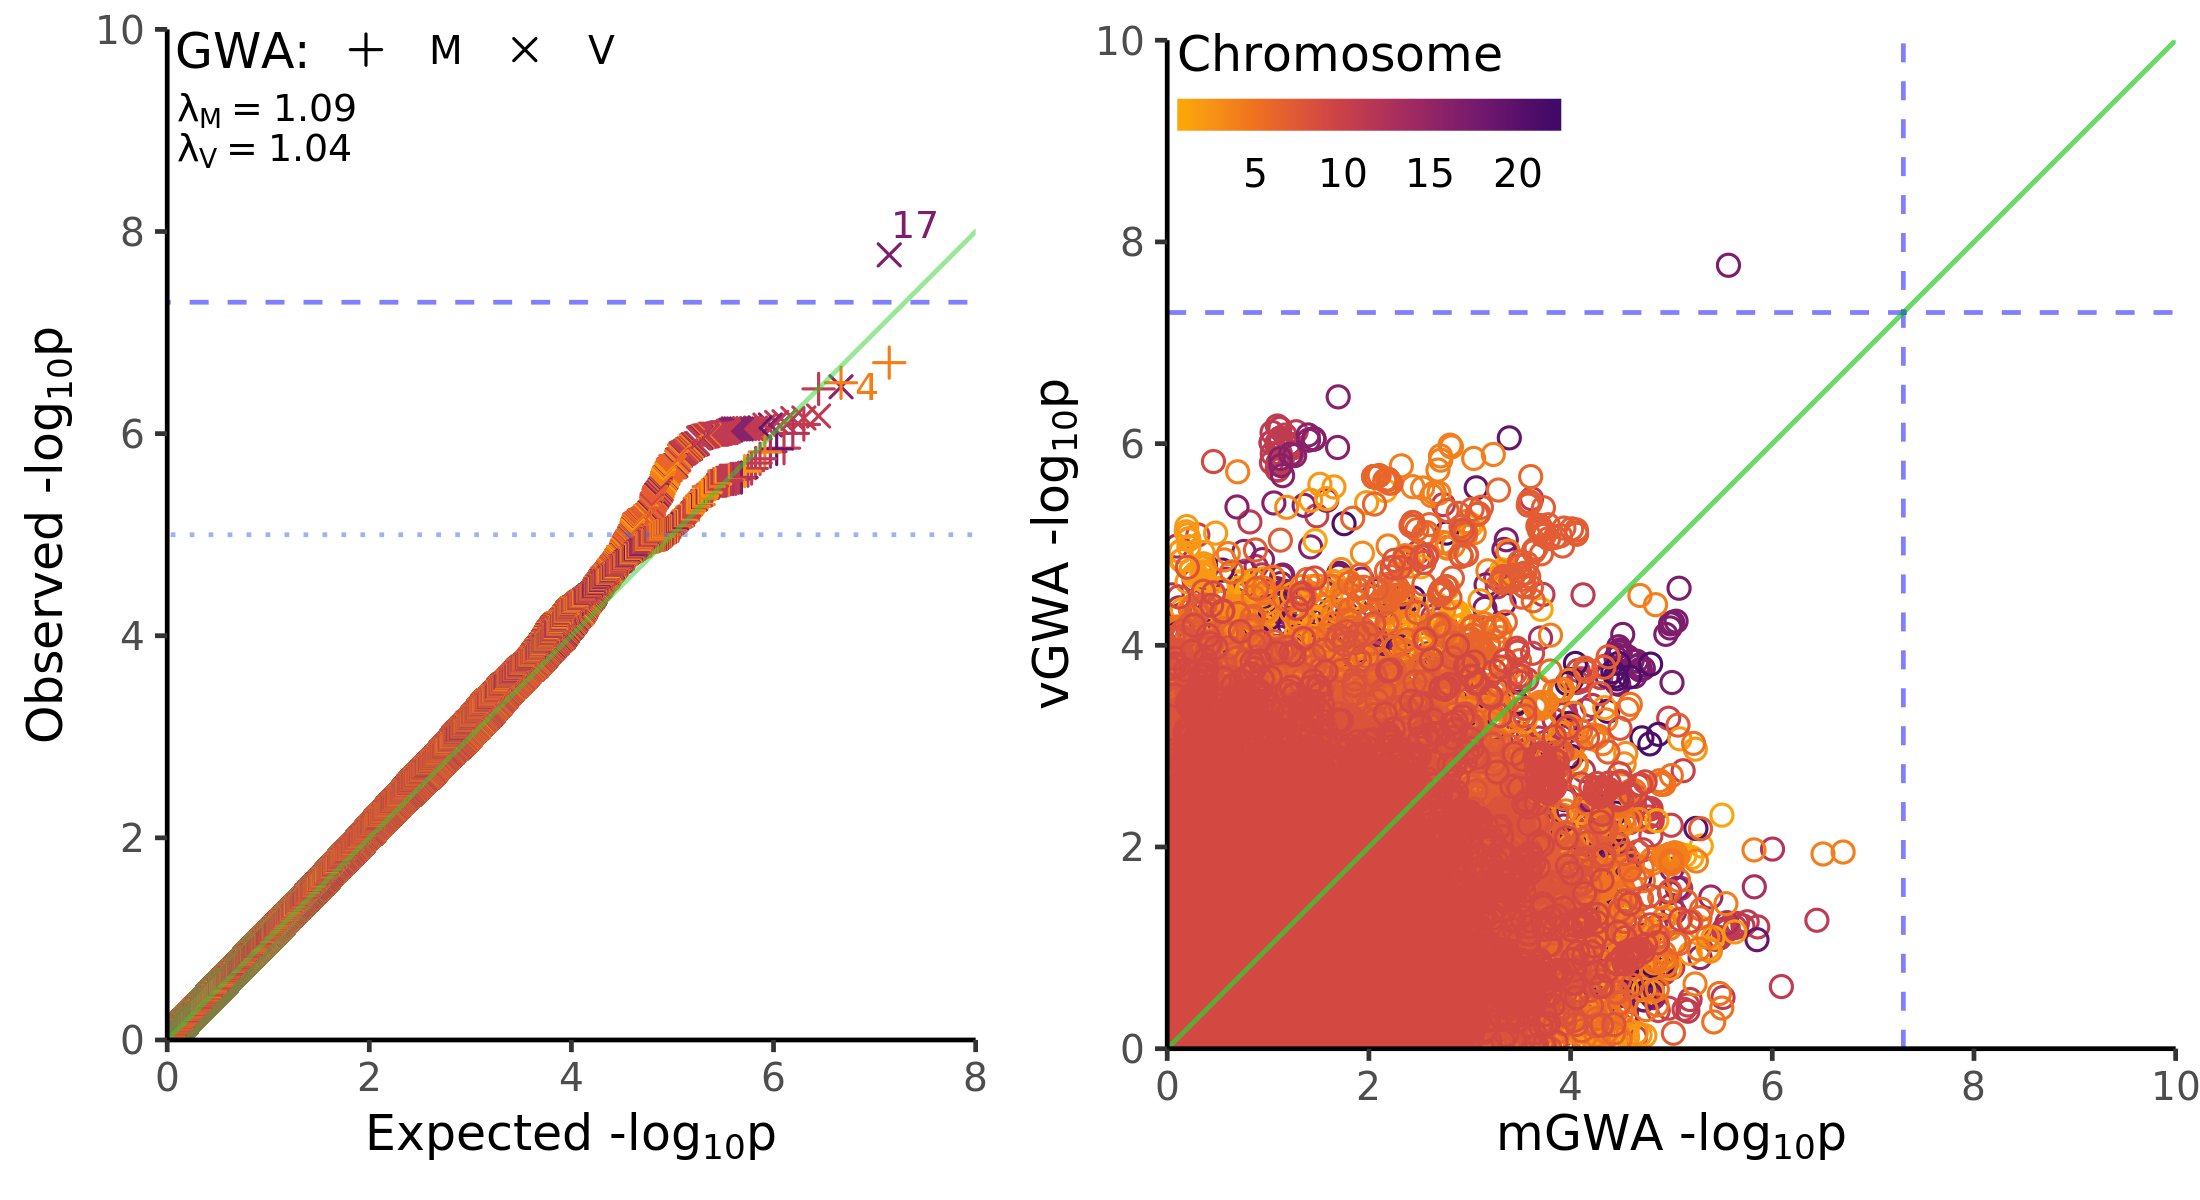 GWA: + M × V
λM = 1.09
λV = 1.04
17
4
10
8
6
4
2
0
0 2 4 6 8
Observed -log10p
Expected -log10p
Chromosome
5 10 15 20
10
8
6
4
2
0
0 2 4 6 8 10
vGWA -log10p
mGWA -log10p